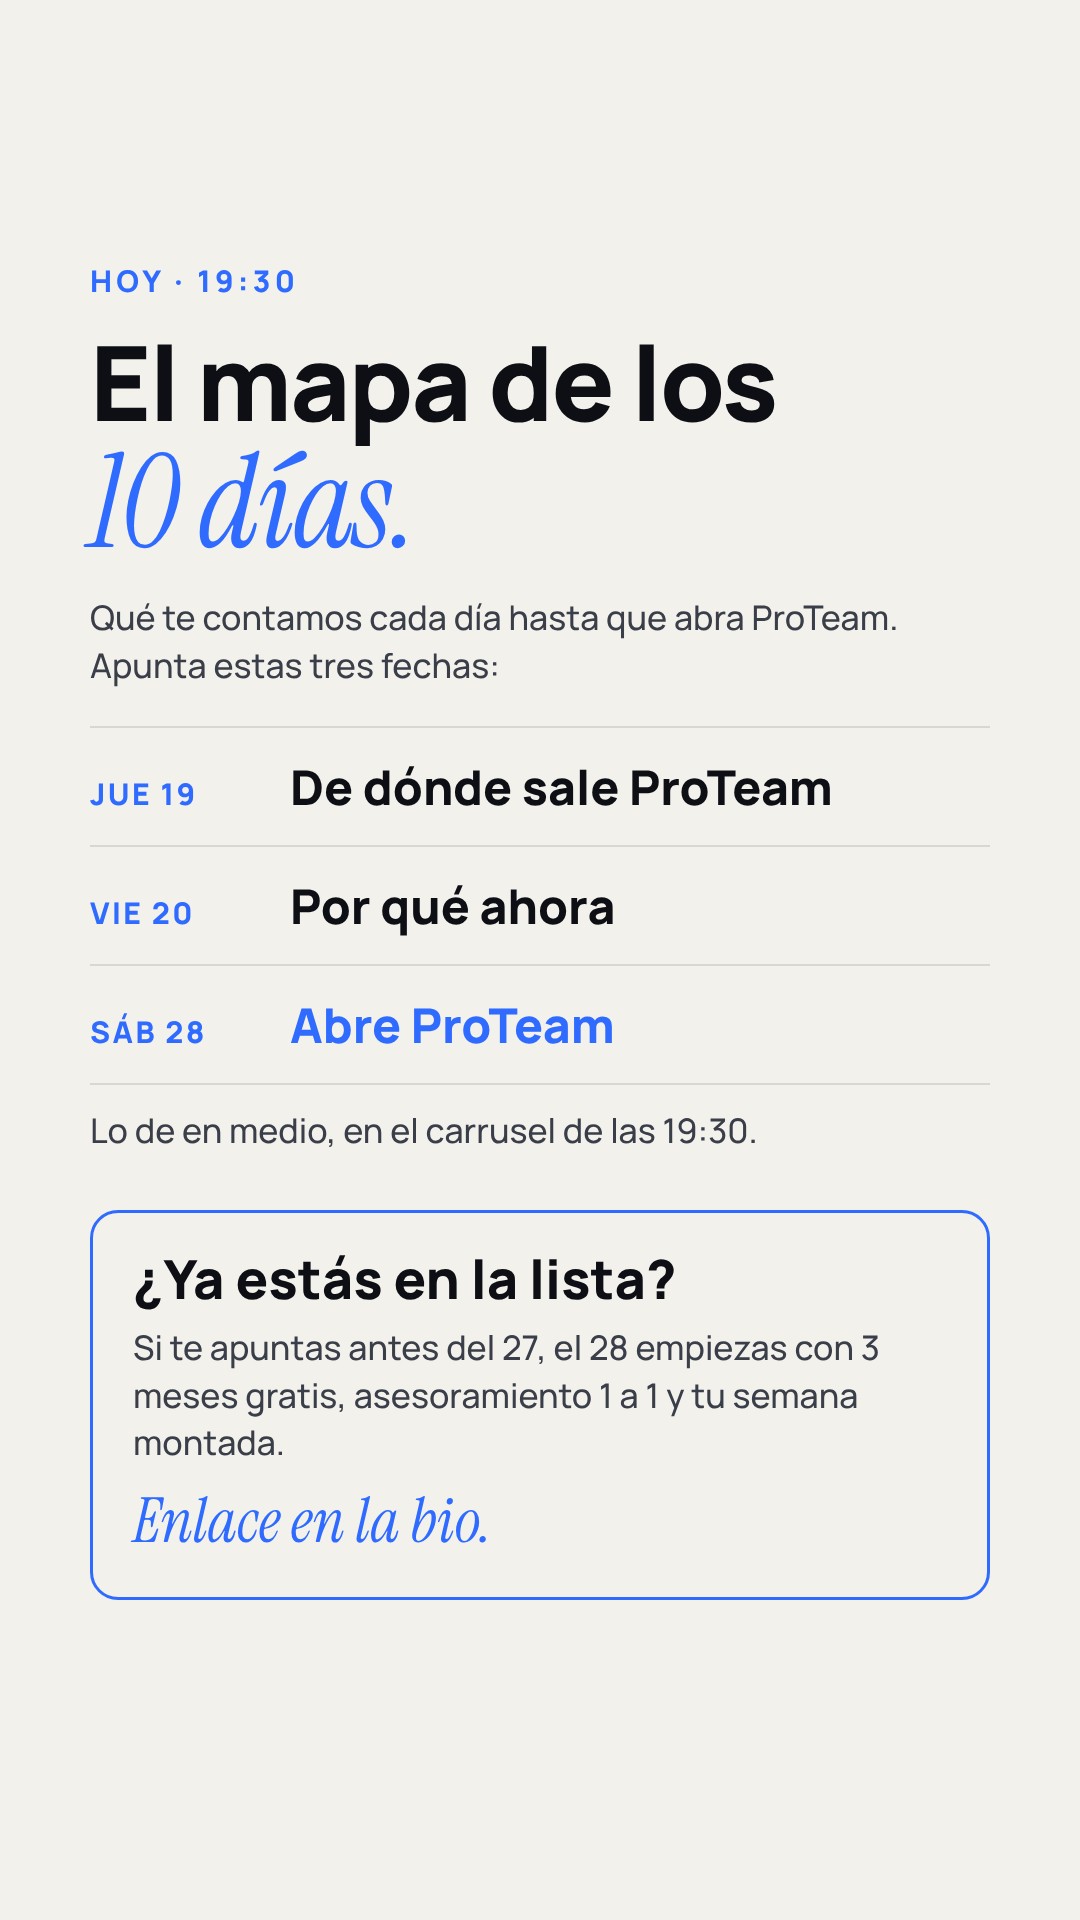 HOY · 19:30
El mapa de los
10 días.
Qué te contamos cada día hasta que abra ProTeam.
Apunta estas tres fechas:
JUE 19 De dónde sale ProTeam
VIE 20 Por qué ahora
SÁB 28 Abre ProTeam
Lo de en medio, en el carrusel de las 19:30.
¿Ya estás en la lista?
Si te apuntas antes del 27, el 28 empiezas con 3
meses gratis, asesoramiento 1 a 1 y tu semana
montada.
Enlace en la bio.